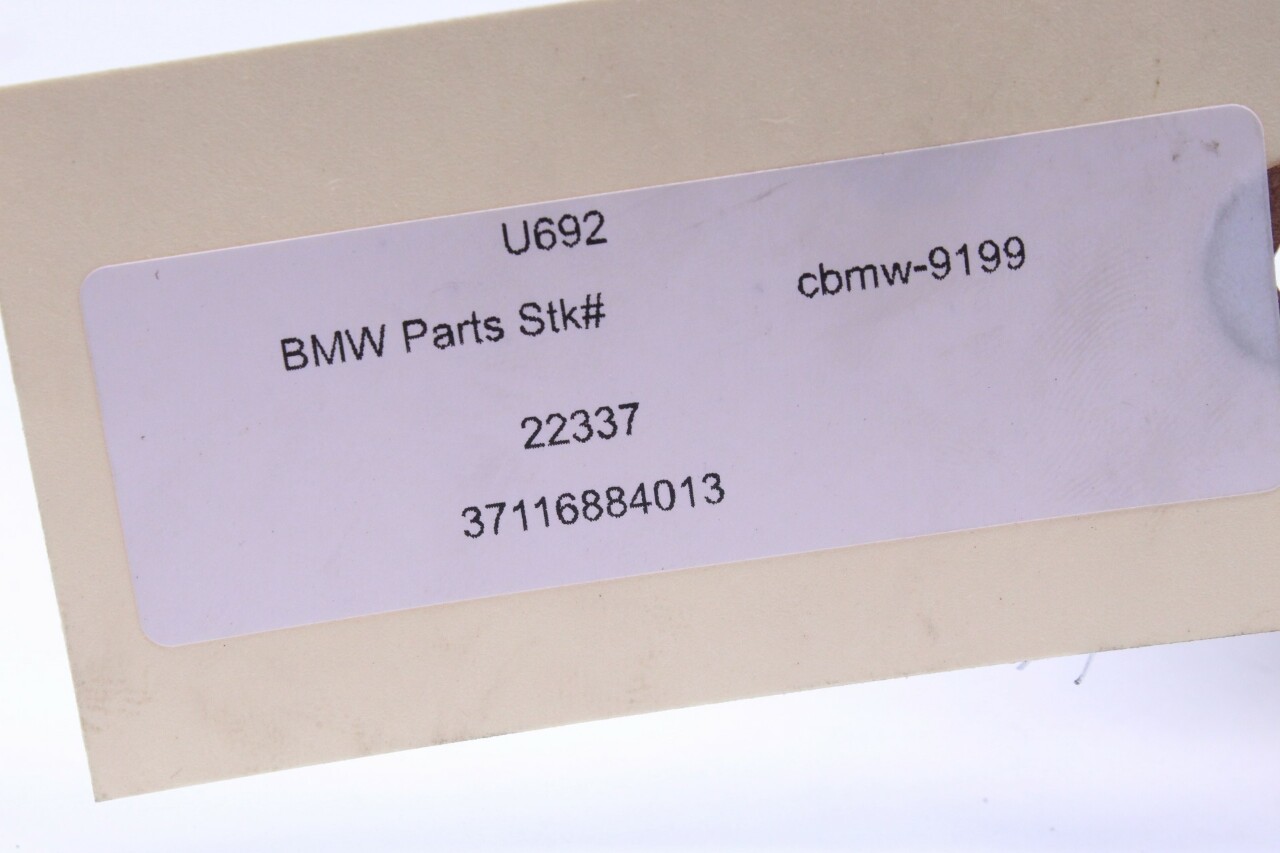 U692
cbmw-9199
BMW Parts Stk#
22337
37116884013